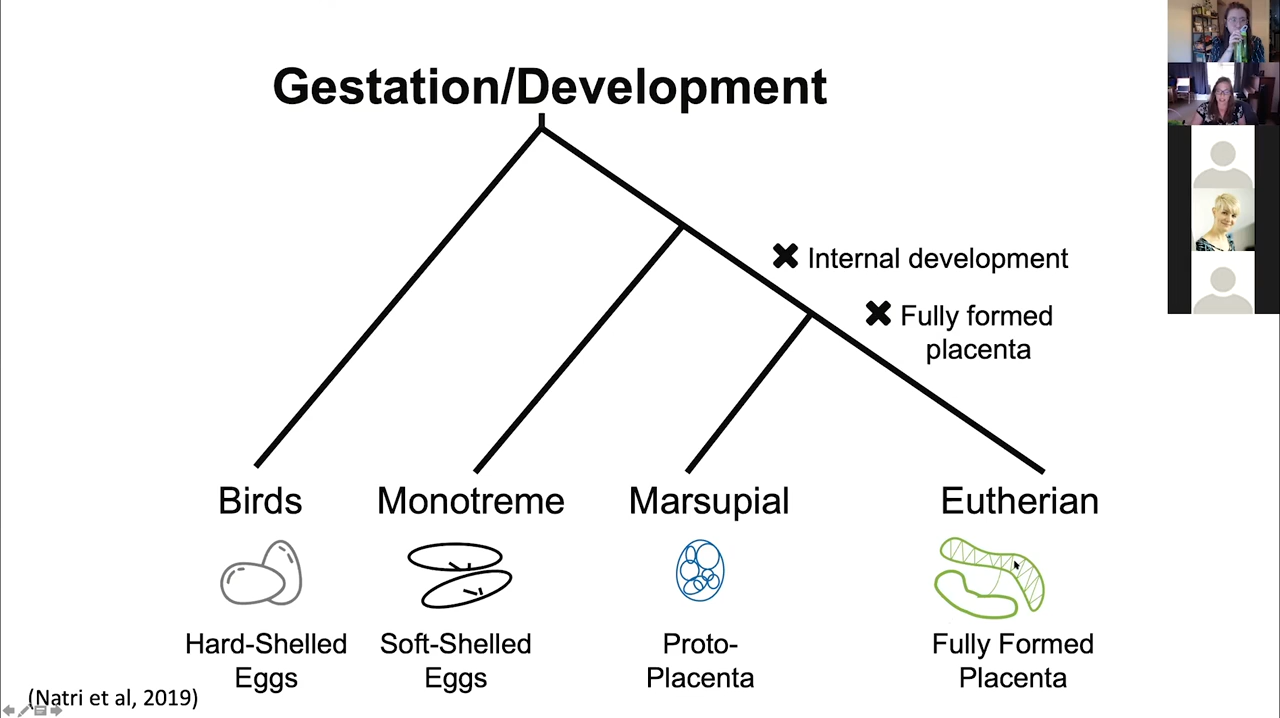 Gestation/Development
✖ Internal development
✖ Fully formed
placenta
Birds
Monotreme
Marsupial
Eutherian
Hard-Shelled
Eggs
Soft-Shelled
Eggs
Proto-
Placenta
Fully Formed
Placenta
(Natri et al, 2019)